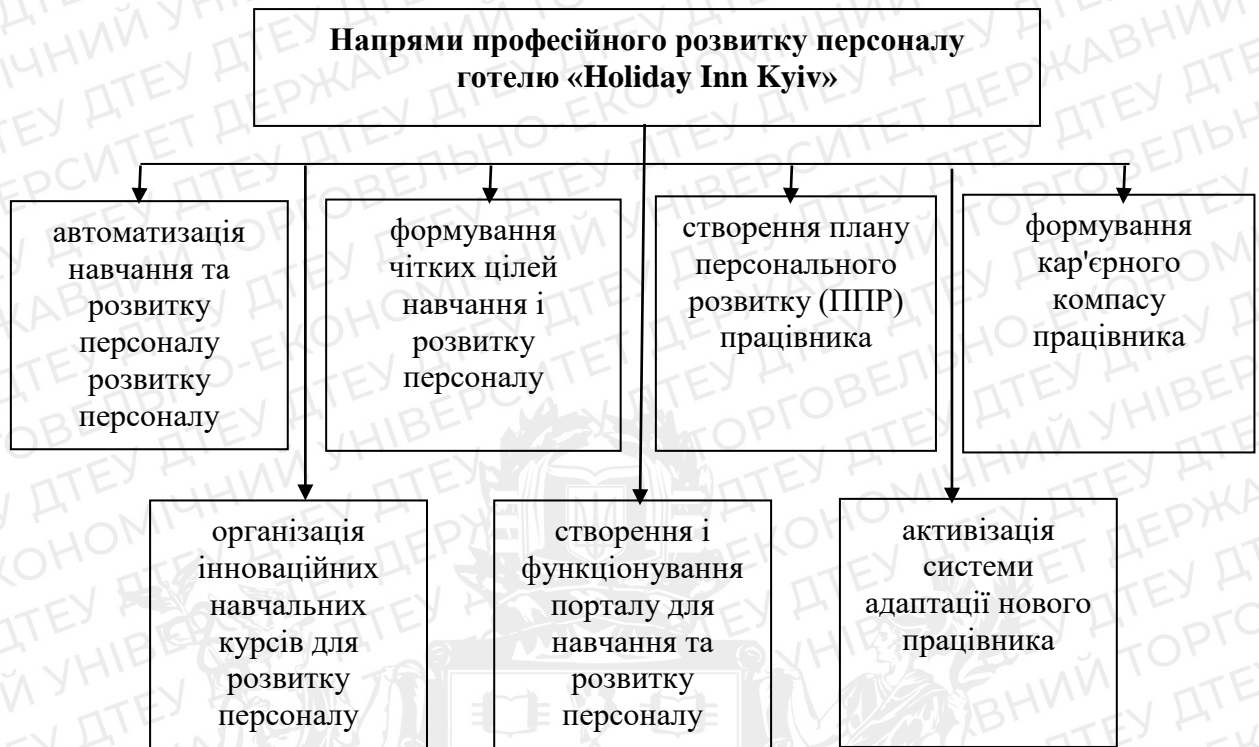 Напрями професійного розвитку персоналу
готелю «Holiday Inn Kyiv»
автоматизація
навчання та
розвитку
персоналу
розвитку
персоналу
формування
чітких цілей
навчання і
розвитку
персоналу
створення плану
персонального
розвитку (ППР)
працівника
формування
кар'єрного
компасу
працівника
організація
інноваційних
навчальних
курсів для
розвитку
персоналу
створення і
функціонування
порталу для
навчання та
розвитку
персоналу
активізація
системи
адаптації нового
працівника